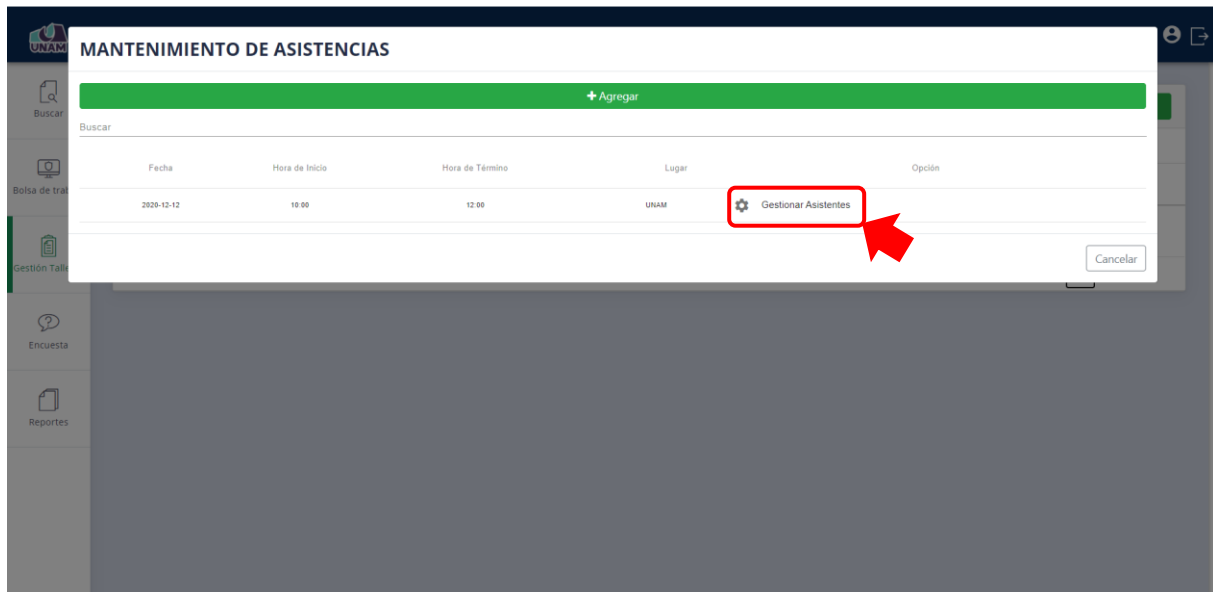 UNAM
MANTENIMIENTO DE ASISTENCIAS
+ Agregar
Buscar
Fecha Hora de Inicio Hora de Término Lugar Opción
2020-12-12 10:00 12:00 UNAM Gestionar Asistentes
Cancelar
Buscar
Bolsa de tral
Gestión Talle
Encuesta
Reportes